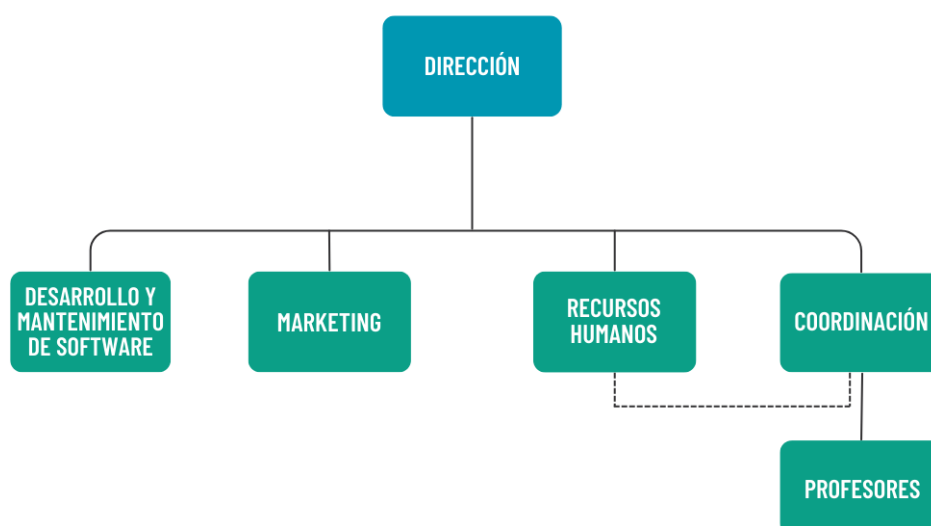 DIRECCIÓN
DESARROLLO Y
MANTENIMIENTO
DE SOFTWARE
MARKETING
RECURSOS
HUMANOS
COORDINACIÓN
PROFESORES